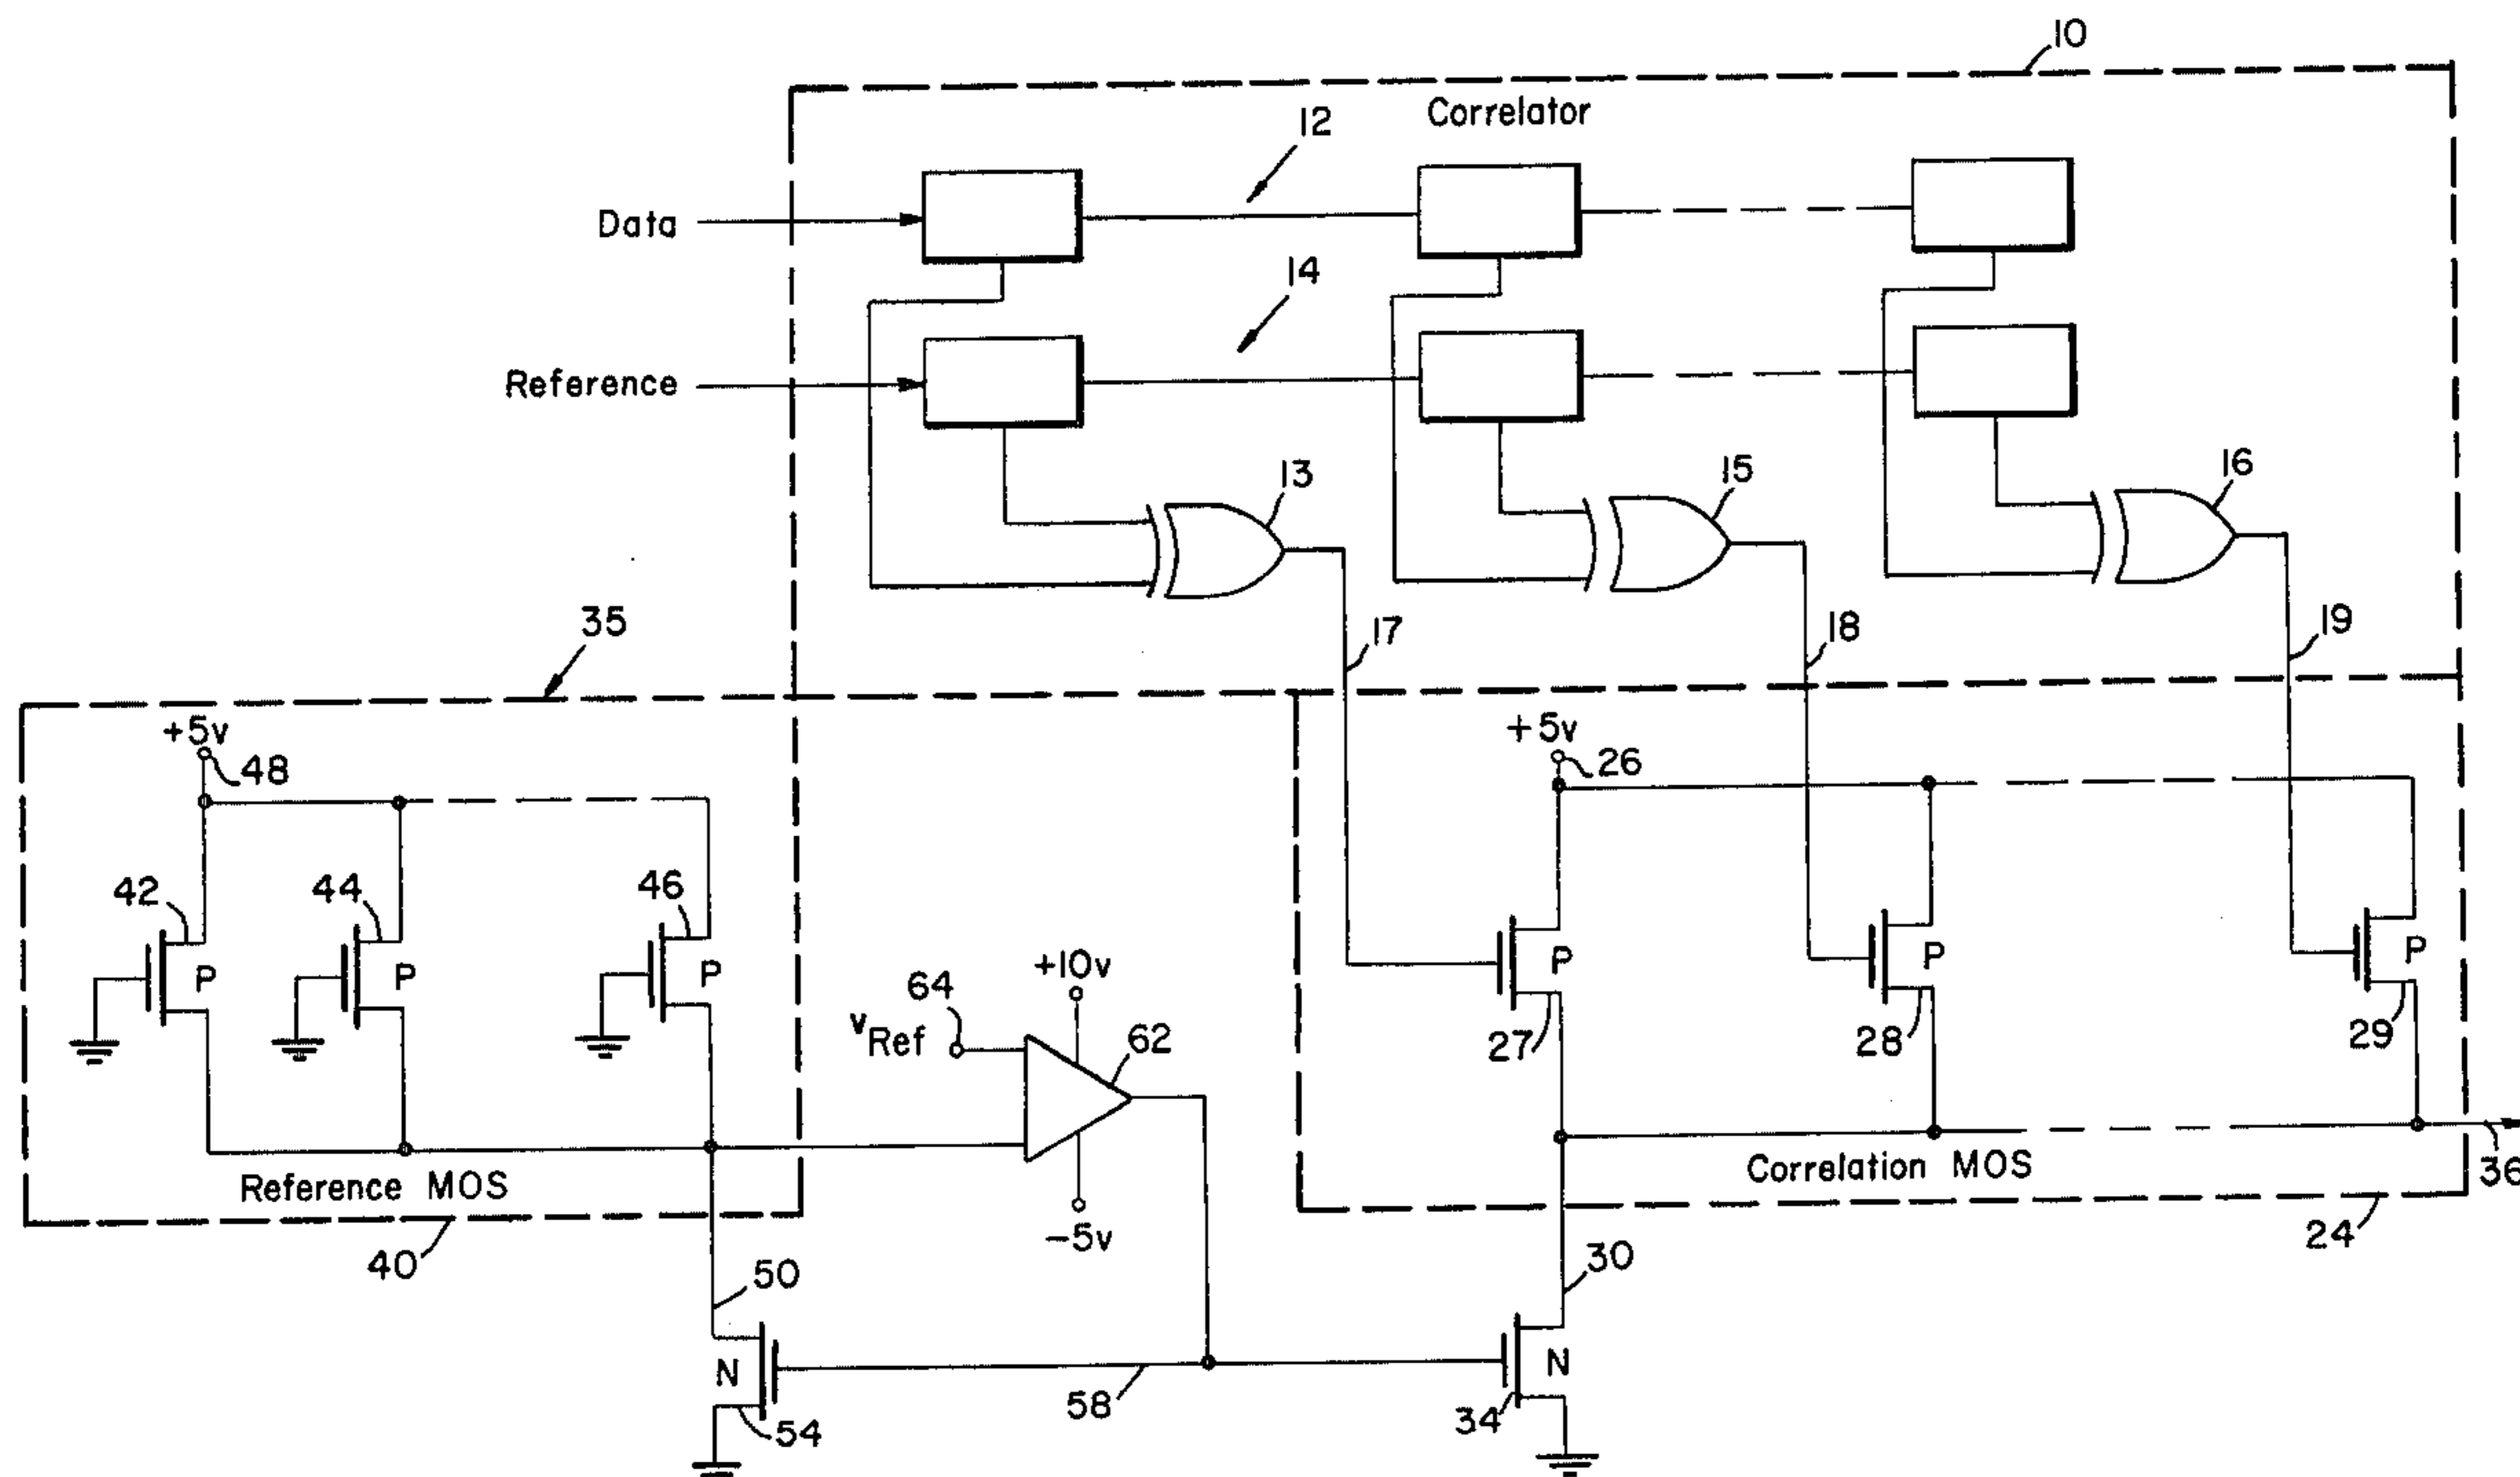 10
Correlator
12
Data
14
Reference
13
15
16
35
17
18
19
+5v
48
+5v
26
42
44
46
P
P
P
P
P
P
64
+10v
VRef
62
27
28
29
Reference MOS
Correlation MOS
36
-5v
40
24
50
30
N
N
58
34
54